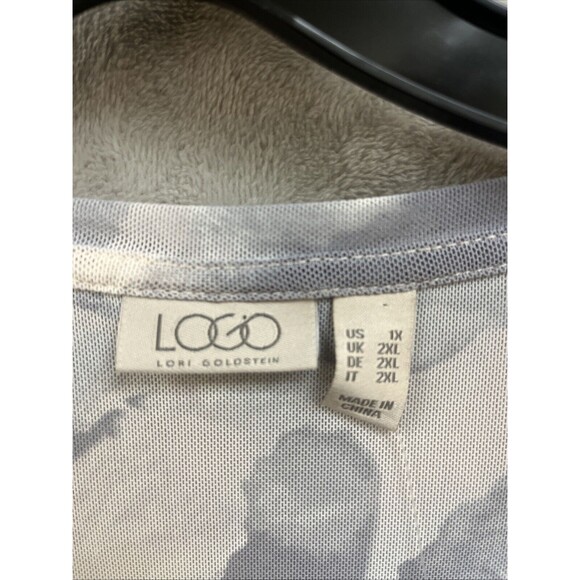 LOGO
LORI GOLDSTEIN
US 1X
UK 2XL
DE 2XL
IT 2XL
MADE IN
CHINA